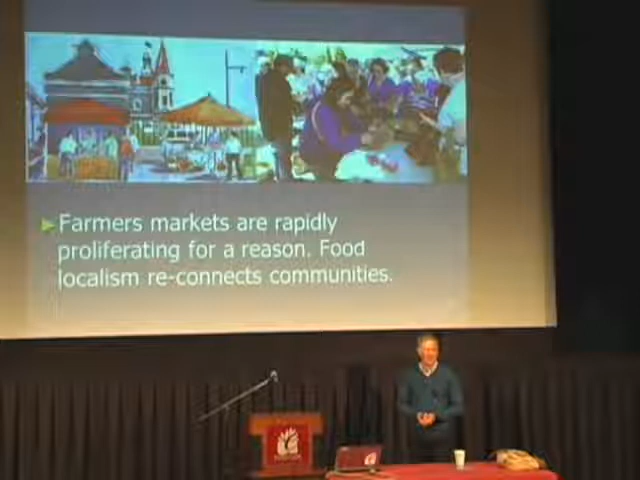 Farmers markets are rapidly
proliferating for a reason. Food
localism re-connects communities.